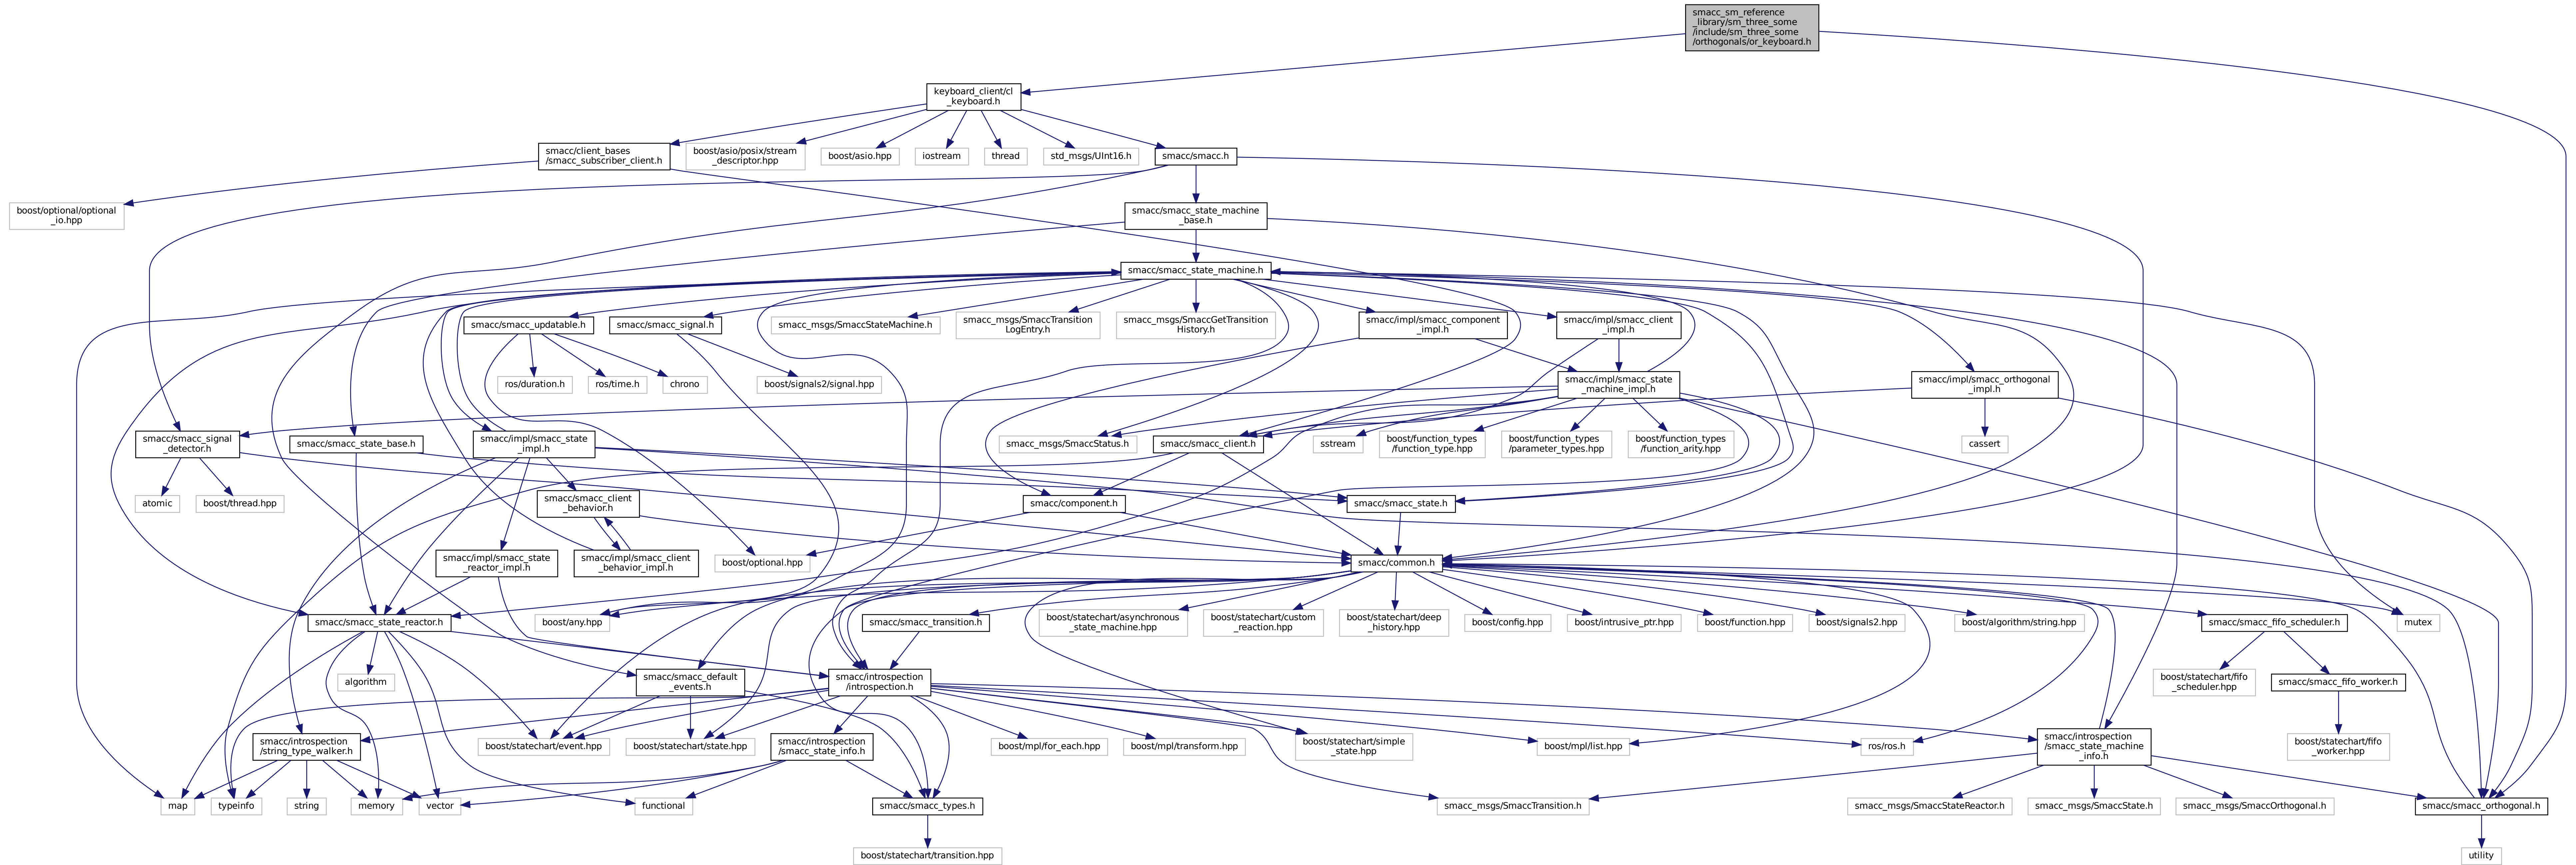 smacc_sm_reference
_library/sm_three_some
/include/sm_three_some
/orthogonals/or_keyboard.h
keyboard_client/cl
_keyboard.h
smacc/client_bases
/smacc_subscriber_client.h
boost/asio/posix/stream
_descriptor.hpp
boost/asio.hpp
iostream
thread
std_msgs/UInt16.h
smacc/smacc.h
boost/optional/optional
_io.hpp
smacc/smacc_state_machine
_base.h
smacc/smacc_state_machine.h
smacc/smacc_updatable.h
smacc/smacc_signal.h
smacc_msgs/SmaccStateMachine.h
smacc_msgs/SmaccTransition
LogEntry.h
smacc_msgs/SmaccGetTransition
History.h
smacc/impl/smacc_component
_impl.h
smacc/impl/smacc_client
_impl.h
ros/duration.h
ros/time.h
chrono
boost/signals2/signal.hpp
smacc/impl/smacc_state
_machine_impl.h
smacc/impl/smacc_orthogonal
_impl.h
smacc/smacc_signal
_detector.h
smacc/smacc_state_base.h
smacc/impl/smacc_state
_impl.h
smacc_msgs/SmaccStatus.h
smacc/smacc_client.h
sstream
boost/function_types
/function_type.hpp
boost/function_types
/parameter_types.hpp
boost/function_types
/function_arity.hpp
cassert
atomic
boost/thread.hpp
smacc/smacc_client
_behavior.h
smacc/component.h
smacc/smacc_state.h
smacc/impl/smacc_state
_reactor_impl.h
smacc/impl/smacc_client
_behavior_impl.h
boost/optional.hpp
smacc/common.h
smacc/smacc_state_reactor.h
boost/any.hpp
smacc/smacc_transition.h
boost/statechart/asynchronous
_state_machine.hpp
boost/statechart/custom
_reaction.hpp
boost/statechart/deep
_history.hpp
boost/config.hpp
boost/intrusive_ptr.hpp
boost/function.hpp
boost/signals2.hpp
boost/algorithm/string.hpp
smacc/smacc_fifo_scheduler.h
mutex
algorithm
smacc/smacc_default
_events.h
smacc/introspection
/introspection.h
boost/statechart/fifo
_scheduler.hpp
smacc/smacc_fifo_worker.h
smacc/introspection
/string_type_walker.h
boost/statechart/event.hpp
boost/statechart/state.hpp
smacc/introspection
/smacc_state_info.h
boost/mpl/for_each.hpp
boost/mpl/transform.hpp
boost/statechart/simple
_state.hpp
boost/mpl/list.hpp
ros/ros.h
smacc/introspection
/smacc_state_machine
_info.h
boost/statechart/fifo
_worker.hpp
map
typeinfo
string
memory
vector
functional
smacc/smacc_types.h
smacc_msgs/SmaccTransition.h
smacc_msgs/SmaccStateReactor.h
smacc_msgs/SmaccState.h
smacc_msgs/SmaccOrthogonal.h
smacc/smacc_orthogonal.h
boost/statechart/transition.hpp
utility